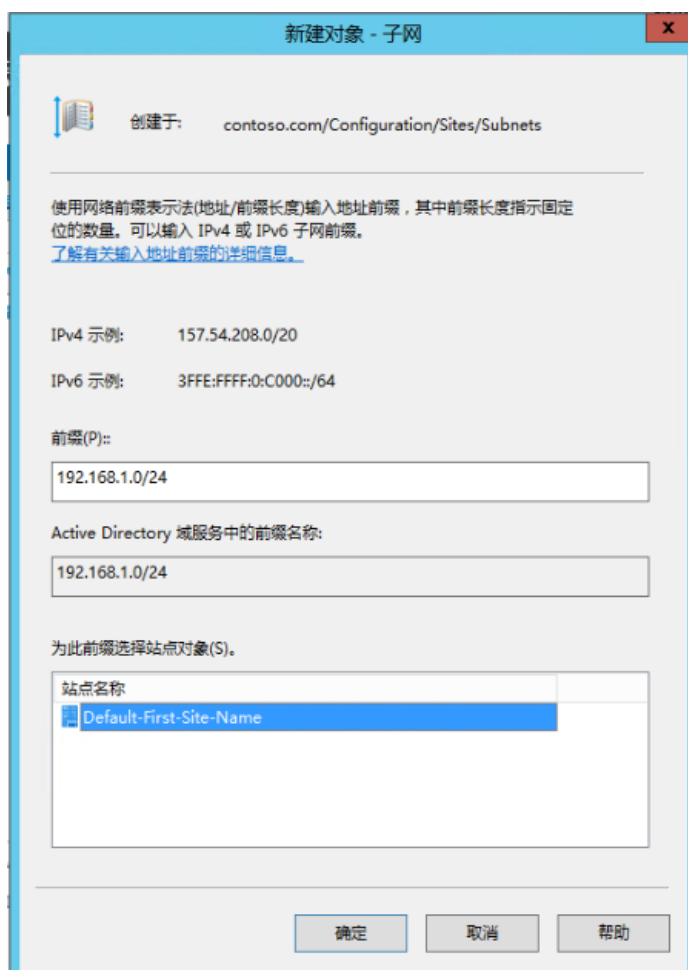 新建对象 - 子网
x
创建于: contoso.com/Configuration/Sites/Subnets
使用网络前缀表示法(地址/前缀长度)输入地址前缀，其中前缀长度指示固定
位的数量。可以输入 IPv4 或 IPv6 子网前缀。
了解有关输入地址前缀的详细信息。
IPv4 示例: 157.54.208.0/20
IPv6 示例: 3FFE:FFFF:0:C000::/64
前缀(P)::
192.168.1.0/24
Active Directory 域服务中的前缀名称:
192.168.1.0/24
为此前缀选择站点对象(S)。
站点名称
Default-First-Site-Name
确定 取消 帮助